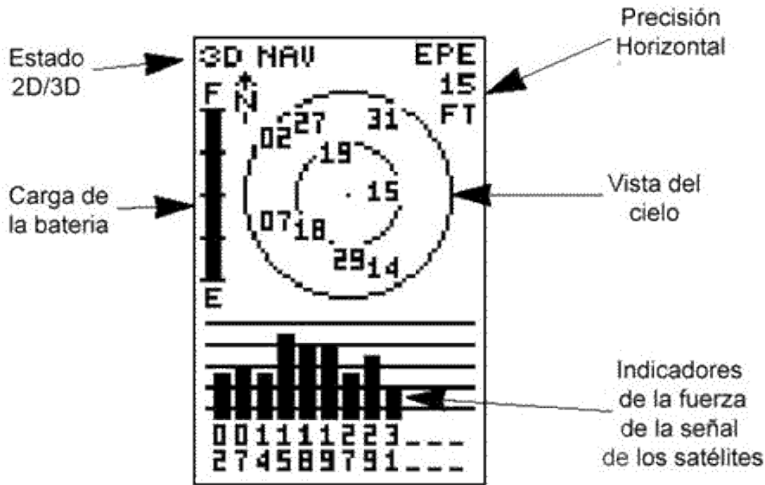 Estado
2D/3D
Precisión
Horizontal
3D NAV EPE
15
FT
F
N
02 27 31
19
15
07 18
29 14
E
Carga de
la bateria
Vista del
cielo
Indicadores
de la fuerza
de la señal
de los satélites
0 0 1 1 1 1 2 2 3 _ _ _
2 7 4 5 8 9 7 9 1